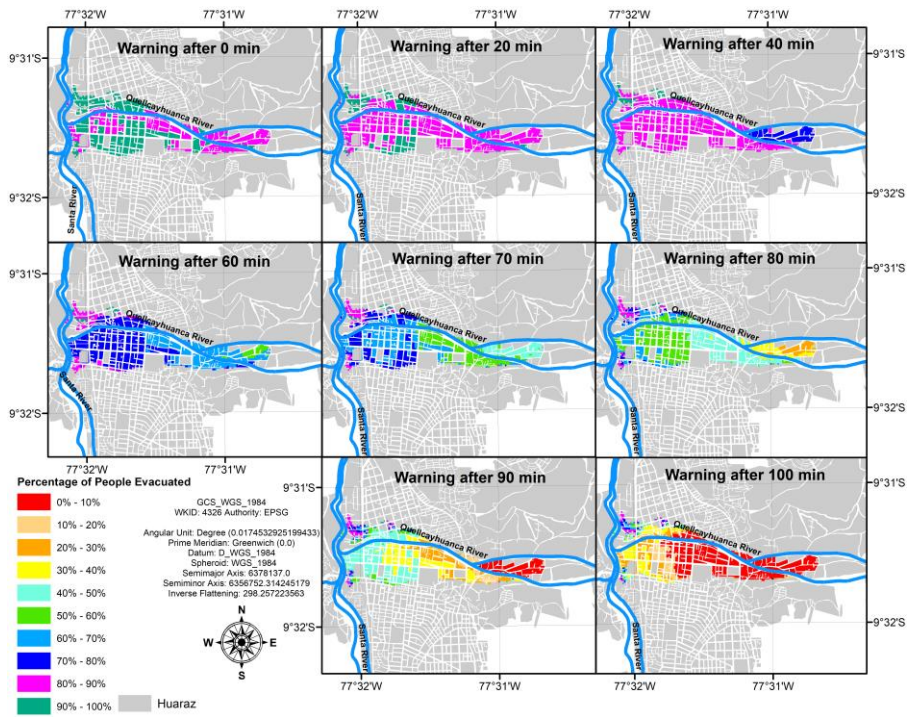 77°32'W
77°31'W
77°32'W
77°31'W
77°32'W
77°31'W
9°31'S
Warning after 0 min
Warning after 20 min
Warning after 40 min
9°31'S
Quellcayhuanca River
Quellcayhuanca River
Quellcayhuanca River
9°32'S
Santa River
Santa River
Santa River
9°32'S
Warning after 60 min
Warning after 70 min
Warning after 80 min
9°31'S
9°31'S
Quellcayhuanca River
Quellcayhuanca River
Quellcayhuanca River
9°32'S
Santa River
Santa River
Santa River
9°32'S
77°32'W
77°31'W
Percentage of People Evacuated
0% - 10%
10% - 20%
20% - 30%
30% - 40%
40% - 50%
50% - 60%
60% - 70%
70% - 80%
80% - 90%
90% - 100%
Huaraz
GCS_WGS_1984
WKID: 4326 Authority: EPSG
Angular Unit: Degree (0.0174532925199433)
Prime Meridian: Greenwich (0.0)
Datum: D_WGS_1984
Spheroid: WGS_1984
Semimajor Axis: 6378137.0
Semiminor Axis: 6356752.314245179
Inverse Flattening: 298.257223563
N
W
E
S
9°31'S
Warning after 90 min
Warning after 100 min
9°31'S
Quellcayhuanca River
Quellcayhuanca River
9°32'S
Santa River
Santa River
9°32'S
77°32'W
77°31'W
77°32'W
77°31'W